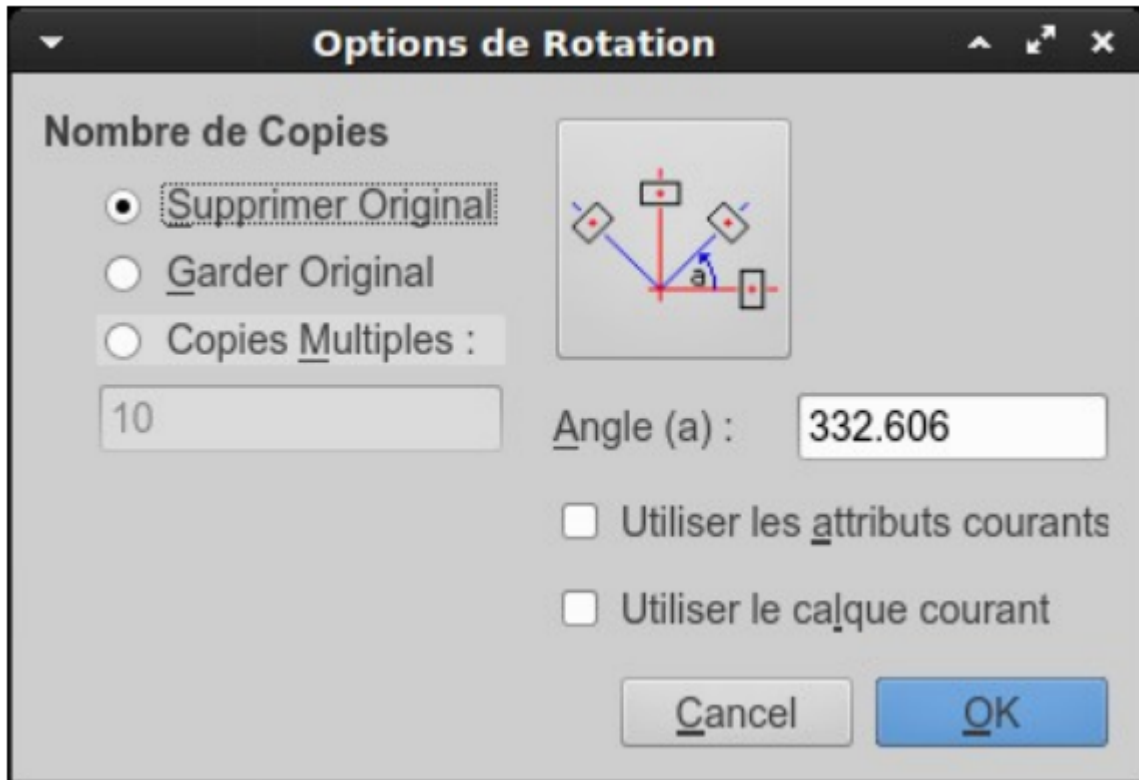 Options de Rotation
Nombre de Copies
Supprimer Original
Garder Original
Copies Multiples :
10
a
Angle (a) :
332.606
Utiliser les attributs courants
Utiliser le calque courant
Cancel
OK